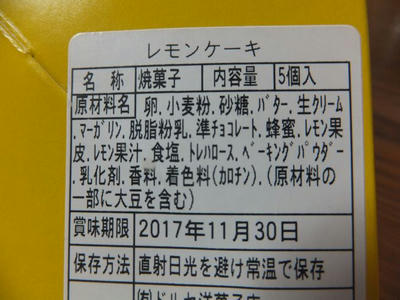 レモンケーキ
名 称 焼菓子 内容量 5個入
原材料名 卵,小麦粉,砂糖,バター,生クリーム
,マーガリン,脱脂粉乳,準チョコレート,蜂蜜,レモン果
皮,レモン果汁,食塩,トレハロース,ベーキングパウダー
,乳化剤,香料,着色料(カロチン),(原材料の
一部に大豆を含む)
賞味期限 2017年11月30日
保存方法 直射日光を避け常温で保存